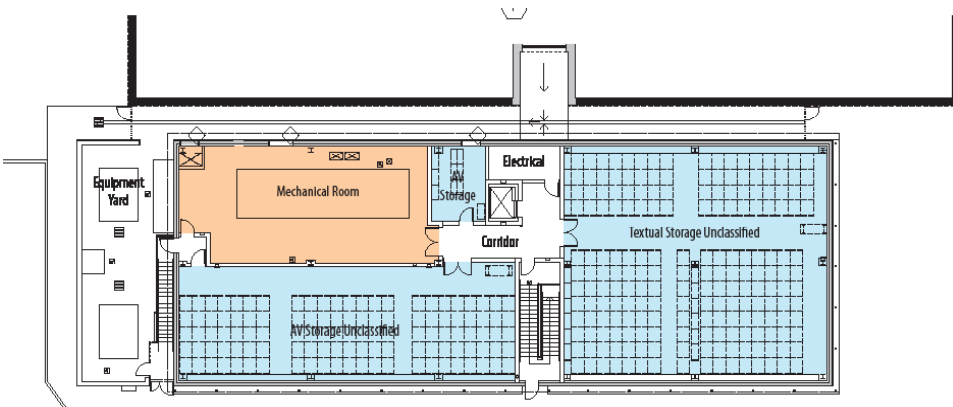 Electrical
Equipment
Yard
Mechanical Room
AV
Storage
Corridor
Textual Storage Unclassified
AV Storage Unclassified